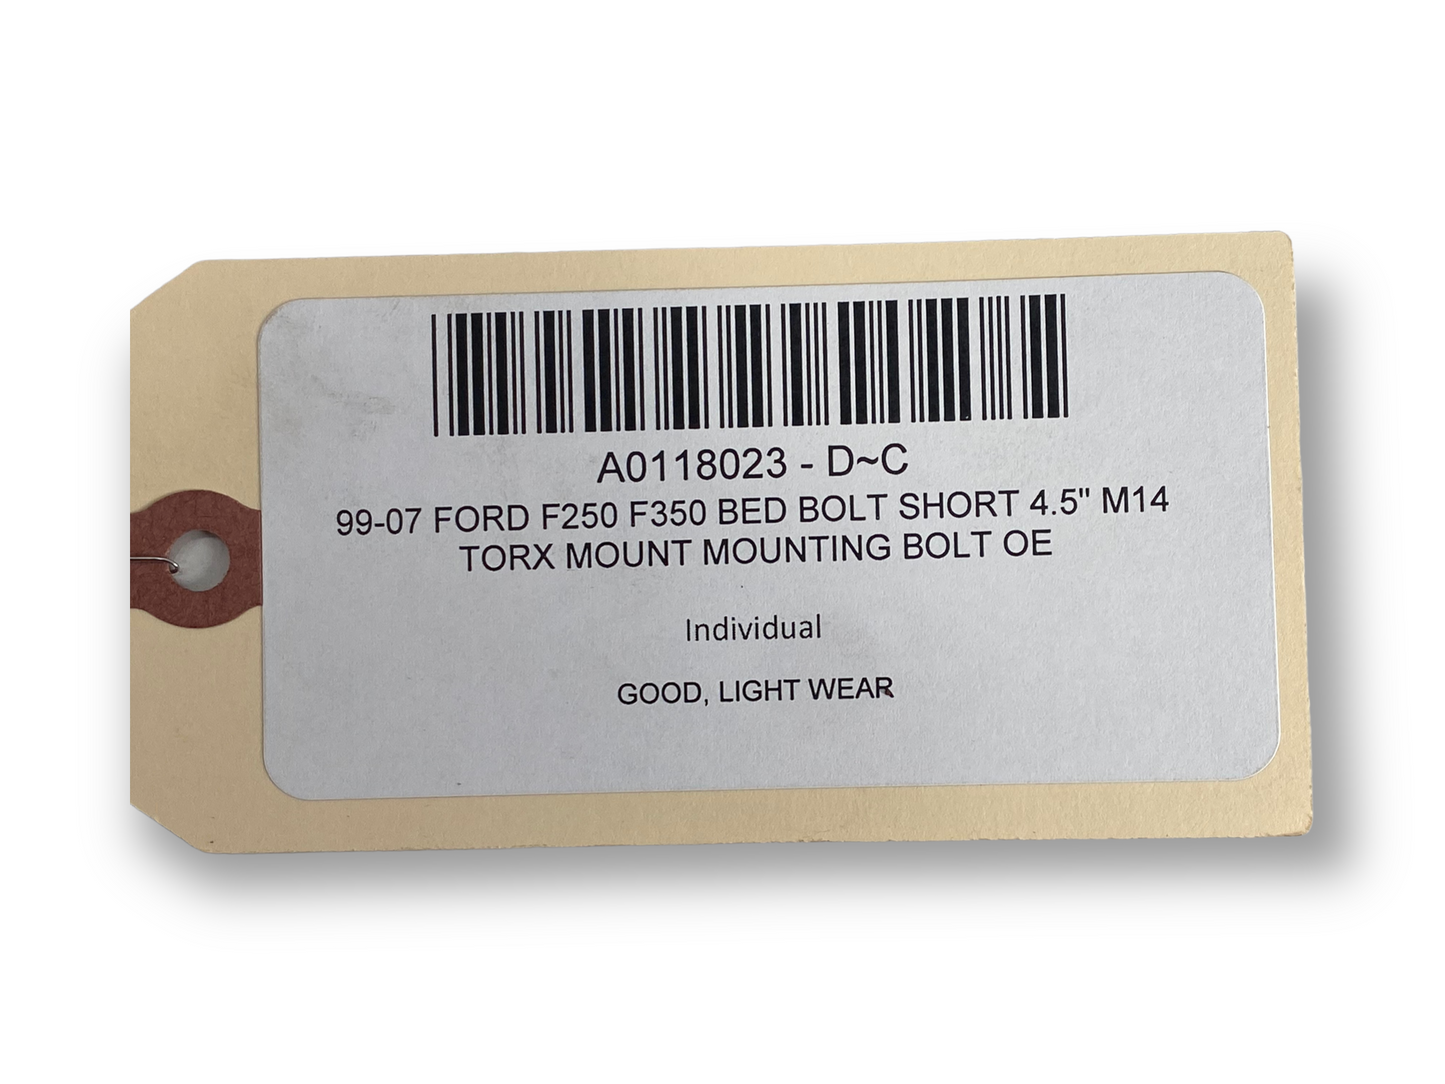 A0118023 - D~C
99-07 FORD F250 F350 BED BOLT SHORT 4.5" M14
TORX MOUNT MOUNTING BOLT OE
Individual
GOOD, LIGHT WEAR